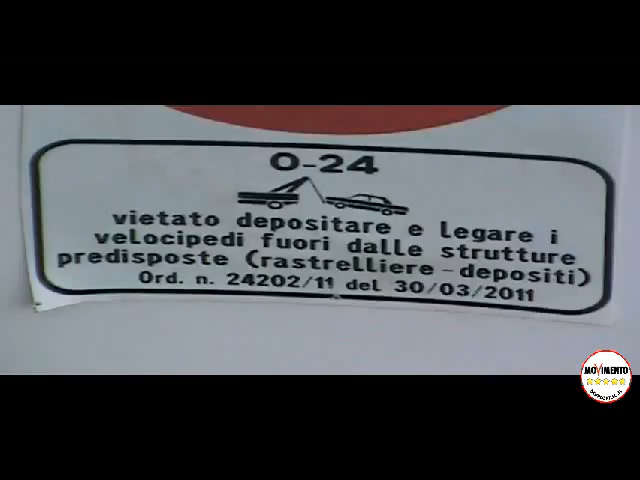 0-24
vietato depositare e legare i
velocipedi fuori dalle strutture
predisposte (rastrelliere-depositi)
Ord. n. 24202/11 del 30/03/2011
MOVIMENTO